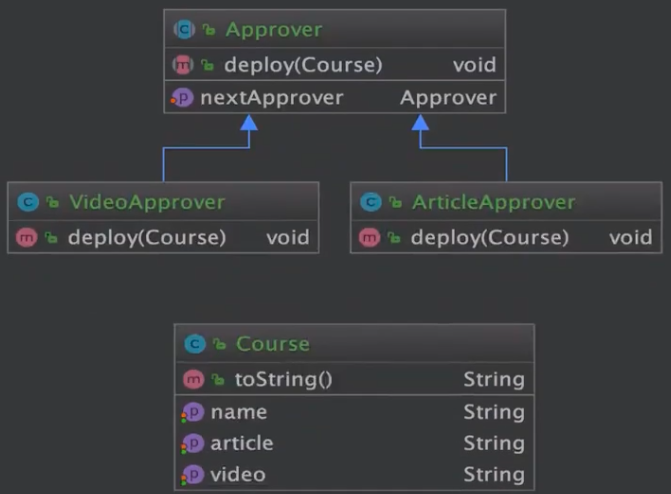 Approver
deploy(Course) void
nextApprover Approver
VideoApprover
deploy(Course) void
ArticleApprover
deploy(Course) void
Course
toString() String
name String
article String
video String